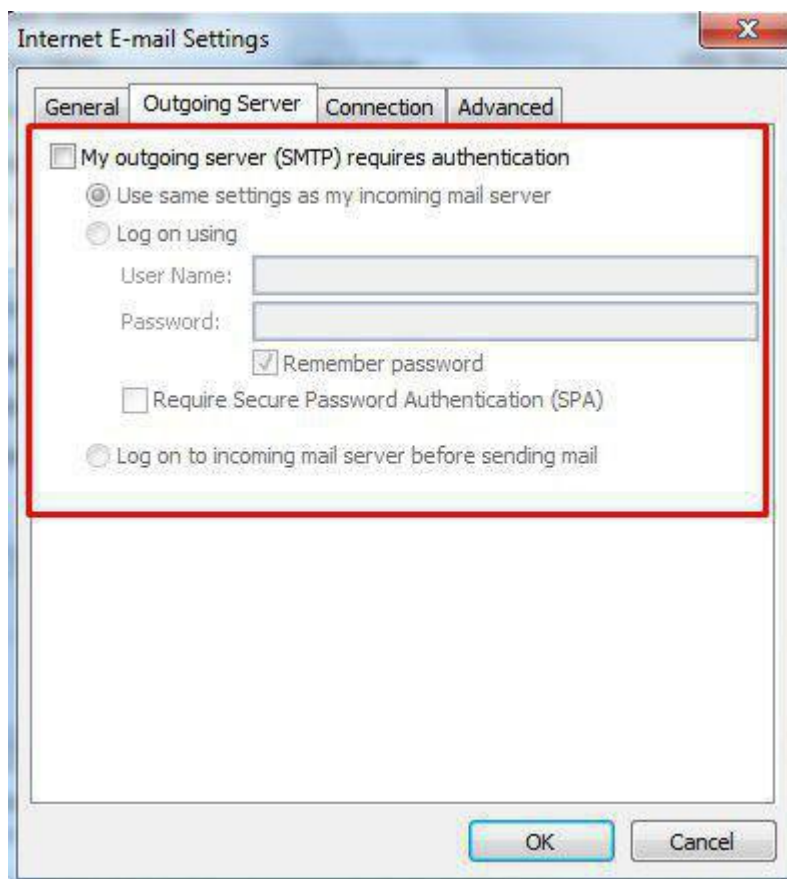 Internet E-mail Settings
General Outgoing Server Connection Advanced
My outgoing server (SMTP) requires authentication
Use same settings as my incoming mail server
Log on using
User Name:
Password:
Remember password
Require Secure Password Authentication (SPA)
Log on to incoming mail server before sending mail
OK Cancel